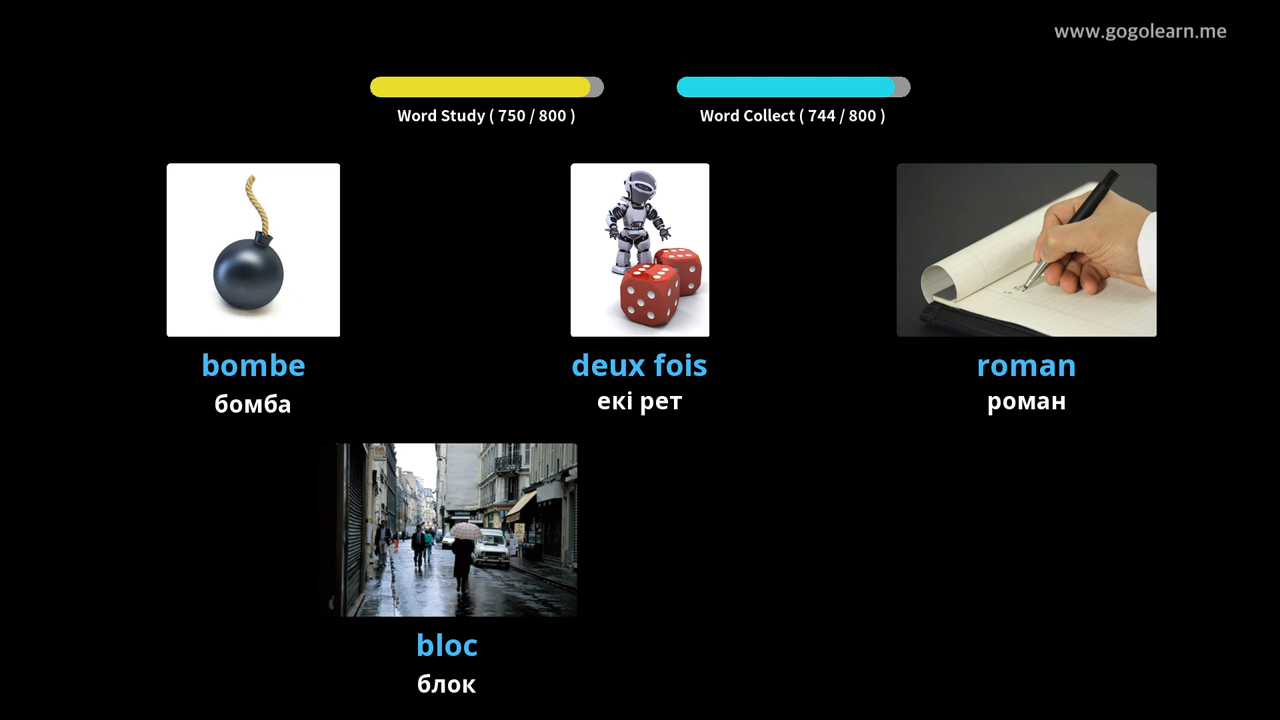 www.gogolearn.me
Word Study ( 750 / 800 )
Word Collect ( 744 / 800 )
bombe
бомба
deux fois
екі рет
roman
роман
bloc
блок